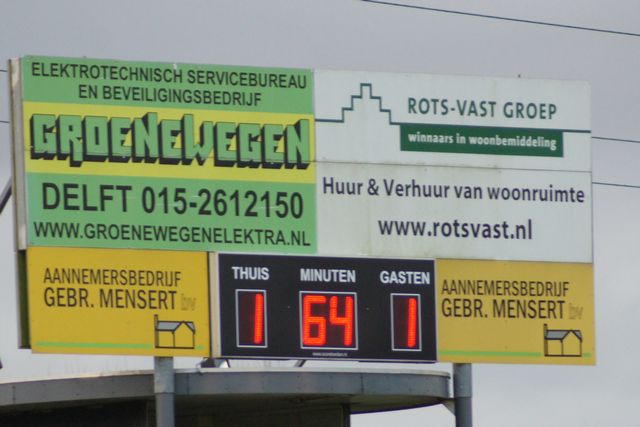 ELEKTROTECHNISCH SERVICEBUREAU
EN BEVEILIGINGSBEDRIJF
GROENEWEGEN
DELFT 015-2612150
WWW.GROENEWEGENELEKTRA.NL
ROTS-VAST GROEP
winnaars in woonbemiddeling
Huur & Verhuur van woonruimte
www.rotsvast.nl
AANNEMERSBEDRIJF
GEBR. MENSERT bv
THUIS MINUTEN GASTEN
1 64 1
AANNEMERSBEDRIJF
GEBR. MENSERT bv